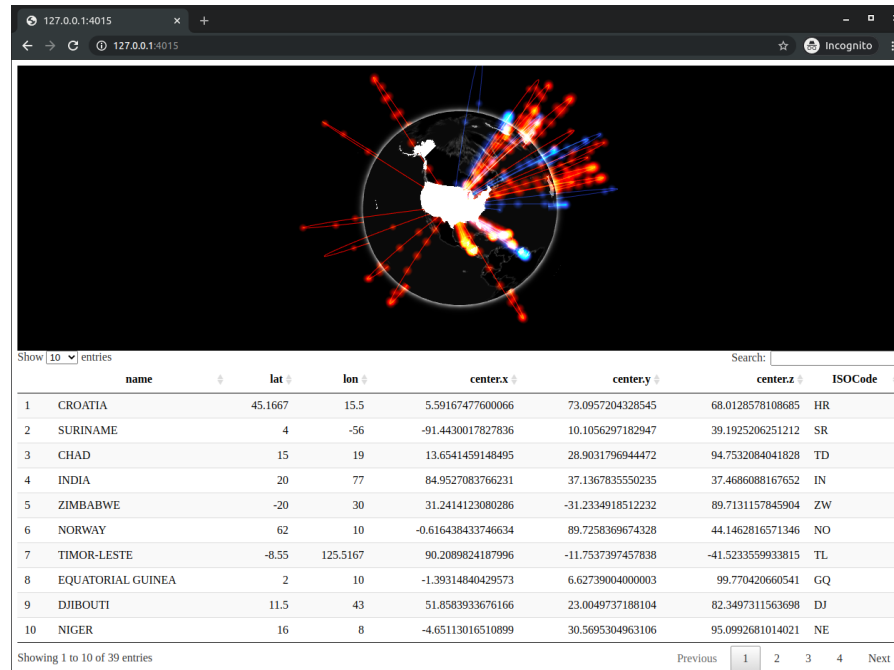 127.0.0.1:4015
127.0.0.1:4015 Incognito
Show 10 entries Search:
name lat lon center.x center.y center.z ISOCode
1 CROATIA 45.1667 15.5 5.59167477600066 73.0957204328545 68.0128578108685 HR
2 SURINAME 4 -56 -91.4430017827836 10.1056297182947 39.1925206251212 SR
3 CHAD 15 19 13.6541459148495 28.9031796944472 94.7532084041828 TD
4 INDIA 20 77 84.9527083766231 37.1367835550235 37.4686088167652 IN
5 ZIMBABWE -20 30 31.2414123080286 -31.2334918512232 89.7131157845904 ZW
6 NORWAY 62 10 -0.616438433746634 89.7258369674328 44.1462816571346 NO
7 TIMOR-LESTE -8.55 125.5167 90.2089824187996 -11.7537397457838 -41.5233559933815 TL
8 EQUATORIAL GUINEA 2 10 -1.39314840429573 6.62739004000003 99.770420660541 GQ
9 DJIBOUTI 11.5 43 51.8583933676166 23.0049737188104 82.3497311563698 DJ
10 NIGER 16 8 -4.65113016510899 30.5695304963106 95.0992681014021 NE
Showing 1 to 10 of 39 entries Previous 1 2 3 4 Next